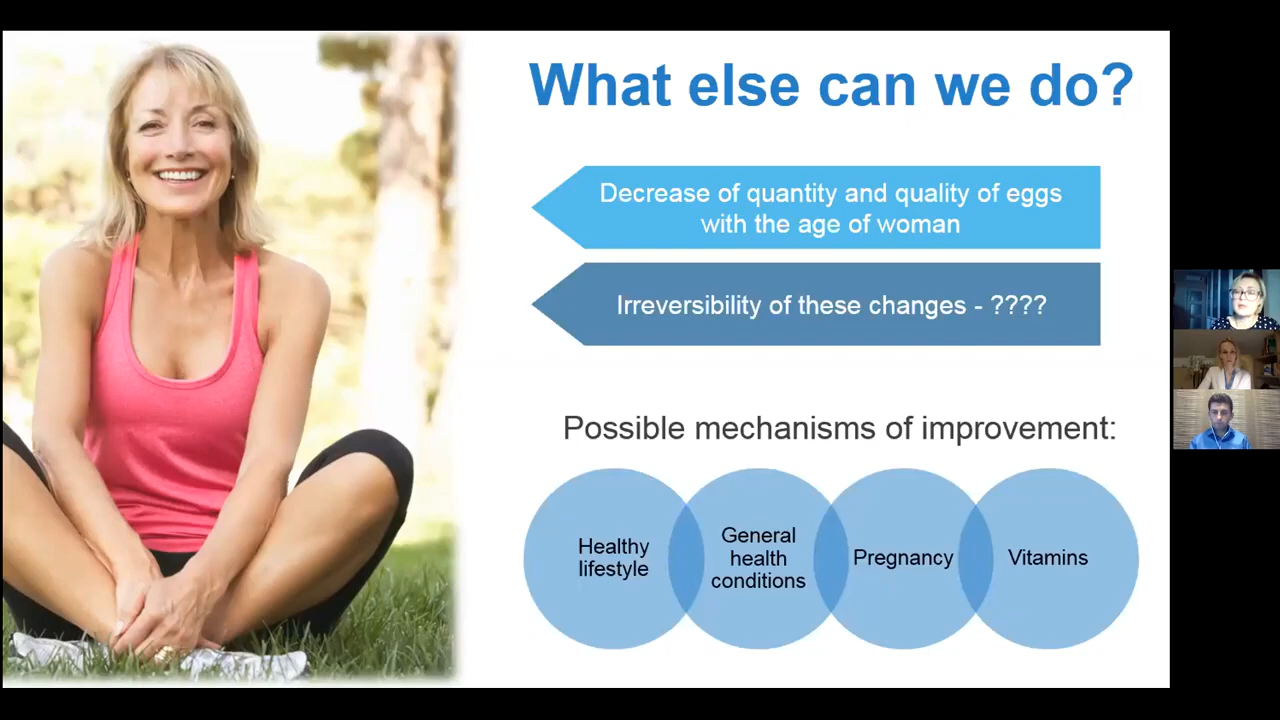 What else can we do?
Decrease of quantity and quality of eggs
with the age of woman
Irreversibility of these changes - ????
Possible mechanisms of improvement:
Healthy
lifestyle
General
health
conditions
Pregnancy
Vitamins